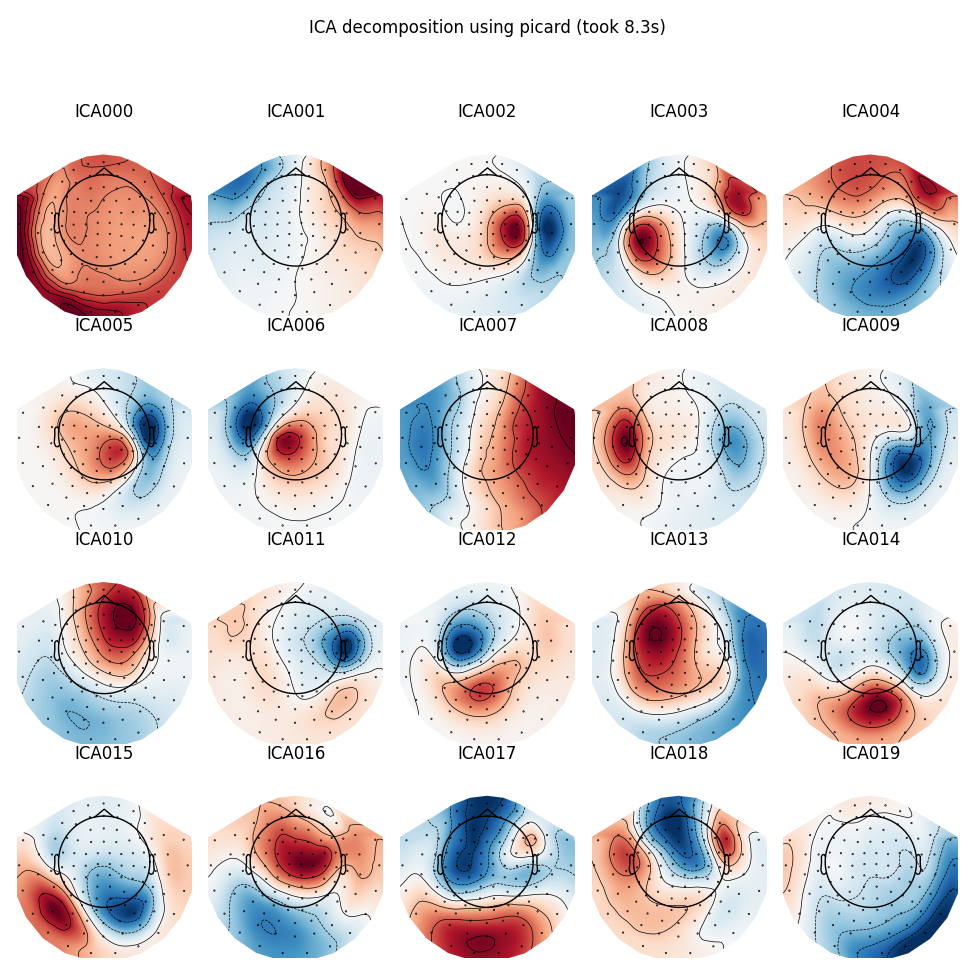 ICA decomposition using picard (took 8.3s)
ICA000 ICA001 ICA002 ICA003 ICA004
ICA005 ICA006 ICA007 ICA008 ICA009
ICA010 ICA011 ICA012 ICA013 ICA014
ICA015 ICA016 ICA017 ICA018 ICA019